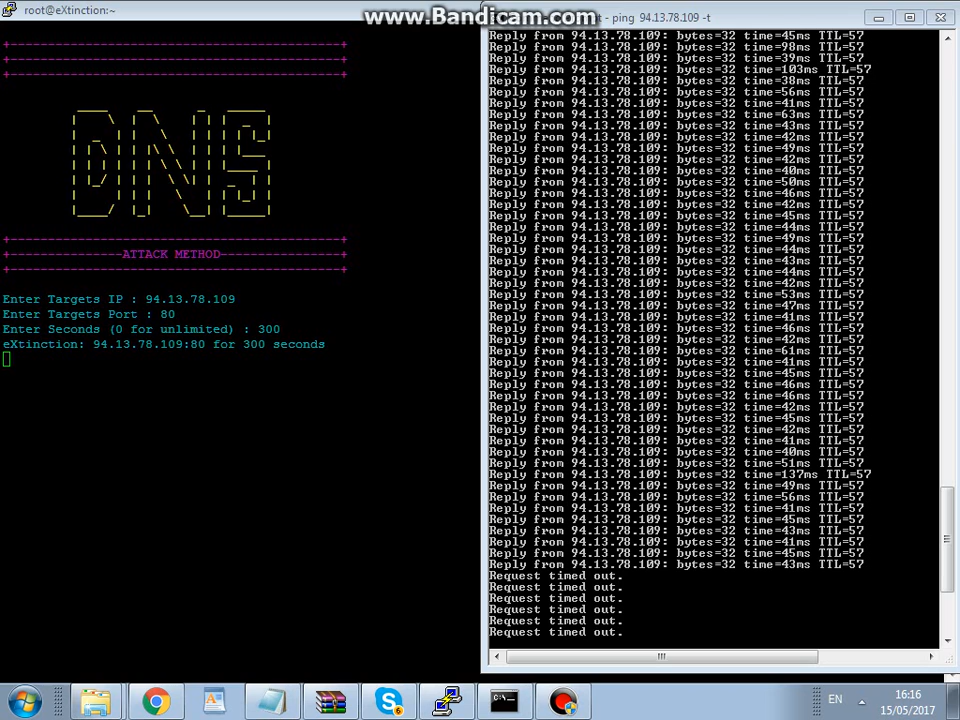 root@eXtinction:~
www.Bandicam.com
t - ping 94.13.78.109 -t
DNS
ATTACK METHOD
Enter Targets IP : 94.13.78.109
Enter Targets Port : 80
Enter Seconds (0 for unlimited) : 300
eXtinction: 94.13.78.109:80 for 300 seconds
Reply from 94.13.78.109: bytes=32 time=45ms TTL=57
Reply from 94.13.78.109: bytes=32 time=98ms TTL=57
Reply from 94.13.78.109: bytes=32 time=39ms TTL=57
Reply from 94.13.78.109: bytes=32 time=103ms TTL=57
Reply from 94.13.78.109: bytes=32 time=38ms TTL=57
Reply from 94.13.78.109: bytes=32 time=56ms TTL=57
Reply from 94.13.78.109: bytes=32 time=41ms TTL=57
Reply from 94.13.78.109: bytes=32 time=63ms TTL=57
Reply from 94.13.78.109: bytes=32 time=43ms TTL=57
Reply from 94.13.78.109: bytes=32 time=42ms TTL=57
Reply from 94.13.78.109: bytes=32 time=49ms TTL=57
Reply from 94.13.78.109: bytes=32 time=42ms TTL=57
Reply from 94.13.78.109: bytes=32 time=40ms TTL=57
Reply from 94.13.78.109: bytes=32 time=50ms TTL=57
Reply from 94.13.78.109: bytes=32 time=46ms TTL=57
Reply from 94.13.78.109: bytes=32 time=42ms TTL=57
Reply from 94.13.78.109: bytes=32 time=45ms TTL=57
Reply from 94.13.78.109: bytes=32 time=44ms TTL=57
Reply from 94.13.78.109: bytes=32 time=49ms TTL=57
Reply from 94.13.78.109: bytes=32 time=44ms TTL=57
Reply from 94.13.78.109: bytes=32 time=43ms TTL=57
Reply from 94.13.78.109: bytes=32 time=44ms TTL=57
Reply from 94.13.78.109: bytes=32 time=42ms TTL=57
Reply from 94.13.78.109: bytes=32 time=53ms TTL=57
Reply from 94.13.78.109: bytes=32 time=47ms TTL=57
Reply from 94.13.78.109: bytes=32 time=41ms TTL=57
Reply from 94.13.78.109: bytes=32 time=46ms TTL=57
Reply from 94.13.78.109: bytes=32 time=42ms TTL=57
Reply from 94.13.78.109: bytes=32 time=61ms TTL=57
Reply from 94.13.78.109: bytes=32 time=41ms TTL=57
Reply from 94.13.78.109: bytes=32 time=45ms TTL=57
Reply from 94.13.78.109: bytes=32 time=46ms TTL=57
Reply from 94.13.78.109: bytes=32 time=46ms TTL=57
Reply from 94.13.78.109: bytes=32 time=42ms TTL=57
Reply from 94.13.78.109: bytes=32 time=45ms TTL=57
Reply from 94.13.78.109: bytes=32 time=42ms TTL=57
Reply from 94.13.78.109: bytes=32 time=41ms TTL=57
Reply from 94.13.78.109: bytes=32 time=40ms TTL=57
Reply from 94.13.78.109: bytes=32 time=51ms TTL=57
Reply from 94.13.78.109: bytes=32 time=137ms TTL=57
Reply from 94.13.78.109: bytes=32 time=49ms TTL=57
Reply from 94.13.78.109: bytes=32 time=56ms TTL=57
Reply from 94.13.78.109: bytes=32 time=41ms TTL=57
Reply from 94.13.78.109: bytes=32 time=45ms TTL=57
Reply from 94.13.78.109: bytes=32 time=43ms TTL=57
Reply from 94.13.78.109: bytes=32 time=41ms TTL=57
Reply from 94.13.78.109: bytes=32 time=45ms TTL=57
Reply from 94.13.78.109: bytes=32 time=43ms TTL=57
Request timed out.
Request timed out.
Request timed out.
Request timed out.
Request timed out.
Request timed out.
EN
16:16
15/05/2017